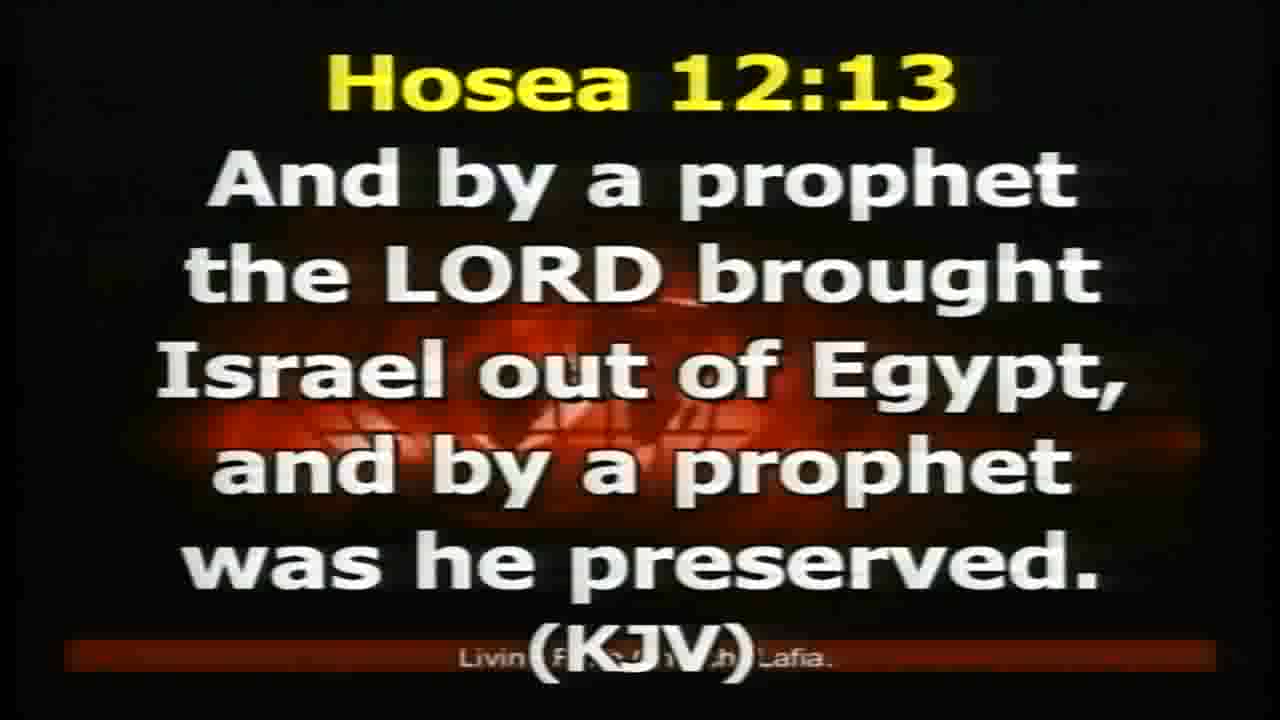 Hosea 12:13
And by a prophet
the LORD brought
Israel out of Egypt,
and by a prophet
was he preserved.
(KJV)
Lafia.